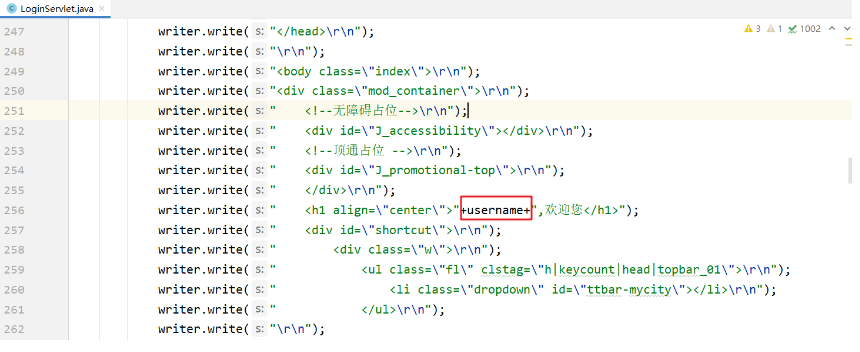 LoginServlet.java
3 1 1002
247 writer.write( s: "</head>\r\n");
248 writer.write( s: "\r\n");
249 writer.write( s: "<body class=\"index\">\r\n");
250 writer.write( s: "<div class=\"mod_container\">\r\n");
251 writer.write( s: "    <!--无障碍占位-->\r\n");
252 writer.write( s: "    <div id=\"J_accessibility\"></div>\r\n");
253 writer.write( s: "    <!--顶通占位 -->\r\n");
254 writer.write( s: "    <div id=\"J_promotional-top\">\r\n");
255 writer.write( s: "    </div>\r\n");
256 writer.write( s: "    <h1 align=\"center\">"+username+",欢迎您</h1>");
257 writer.write( s: "    <div id=\"shortcut\">\r\n");
258 writer.write( s: "        <div class=\"w\">\r\n");
259 writer.write( s: "            <ul class=\"fl\" clstag=\"h|keycount|head|topbar_01\">\r\n");
260 writer.write( s: "                <li class=\"dropdown\" id=\"ttbar-mycity\"></li>\r\n");
261 writer.write( s: "            </ul>\r\n");
262 writer.write( s: "\r\n");